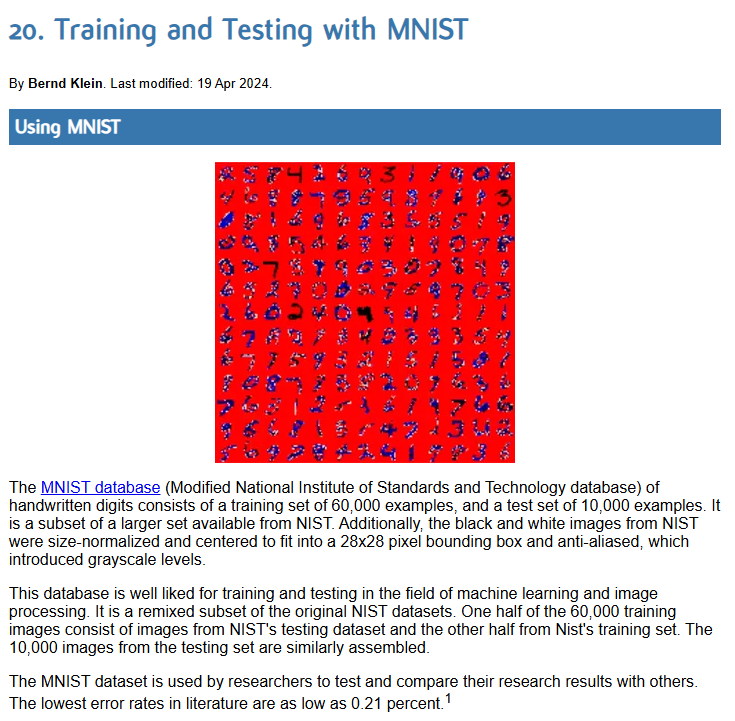 20. Training and Testing with MNIST
By Bernd Klein. Last modified: 19 Apr 2024.
Using MNIST
The MNIST database (Modified National Institute of Standards and Technology database) of
handwritten digits consists of a training set of 60,000 examples, and a test set of 10,000 examples. It
is a subset of a larger set available from NIST. Additionally, the black and white images from NIST
were size-normalized and centered to fit into a 28x28 pixel bounding box and anti-aliased, which
introduced grayscale levels.
This database is well liked for training and testing in the field of machine learning and image
processing. It is a remixed subset of the original NIST datasets. One half of the 60,000 training
images consist of images from NIST's testing dataset and the other half from Nist's training set. The
10,000 images from the testing set are similarly assembled.
The MNIST dataset is used by researchers to test and compare their research results with others.
The lowest error rates in literature are as low as 0.21 percent.1